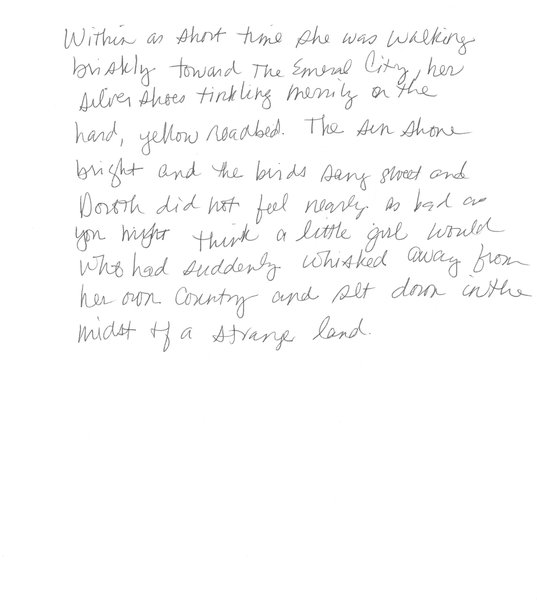 Within as short time she was walking
briskly toward The Emeral City, her
silver shoes tinkling merrily on the
hard, yellow roadbed. The sun shone
bright and the birds sang sweet and
Doroth did not feel nearly as bad as
you might think a little girl would
who had suddenly whisked away from
her own Country and set down in the
midst of a strange land.